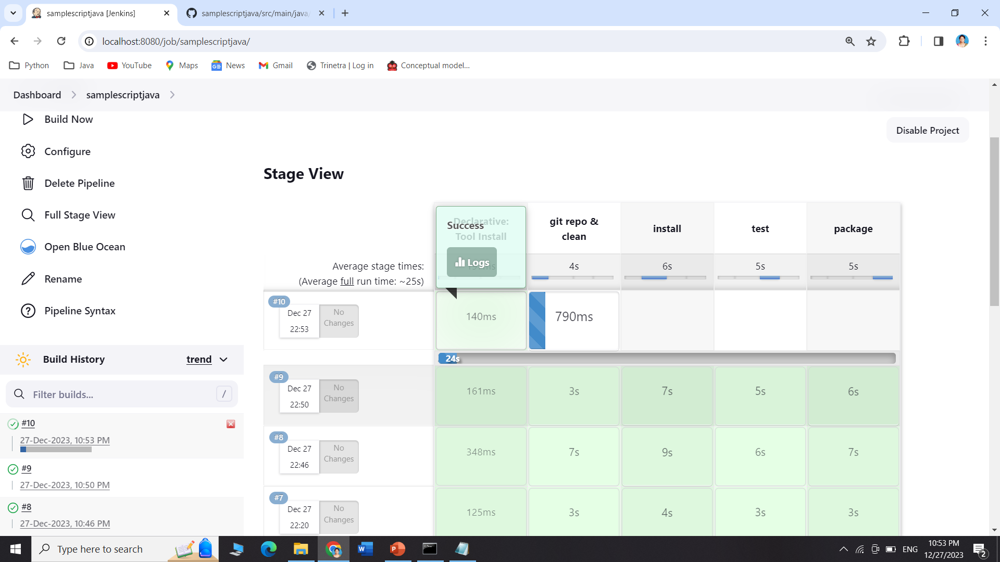 samplescriptjava [Jenkins]
samplescriptjava/src/main/java/
localhost:8080/job/samplescriptjava/
Python
Java
YouTube
Maps
News
Gmail
Trinetra | Log in
Conceptual model...
Dashboard
samplescriptjava
Build Now
Configure
Delete Pipeline
Full Stage View
Open Blue Ocean
Rename
Pipeline Syntax
Build History
trend
Filter builds...
/
#10
27-Dec-2023, 10:53 PM
#9
27-Dec-2023, 10:50 PM
#8
27-Dec-2023, 10:46 PM
Disable Project
Stage View
Declarative:
Tool Install
Success
Logs
git repo &
clean
install
test
package
Average stage times:
(Average full run time: ~25s)
4s
6s
5s
5s
#10
Dec 27
22:53
No
Changes
140ms
790ms
24s
#9
Dec 27
22:50
No
Changes
161ms
3s
7s
5s
6s
#8
Dec 27
22:46
No
Changes
348ms
7s
9s
6s
7s
#7
Dec 27
22:20
No
Changes
125ms
3s
4s
3s
3s
Type here to search
ENG
10:53 PM
12/27/2023
2